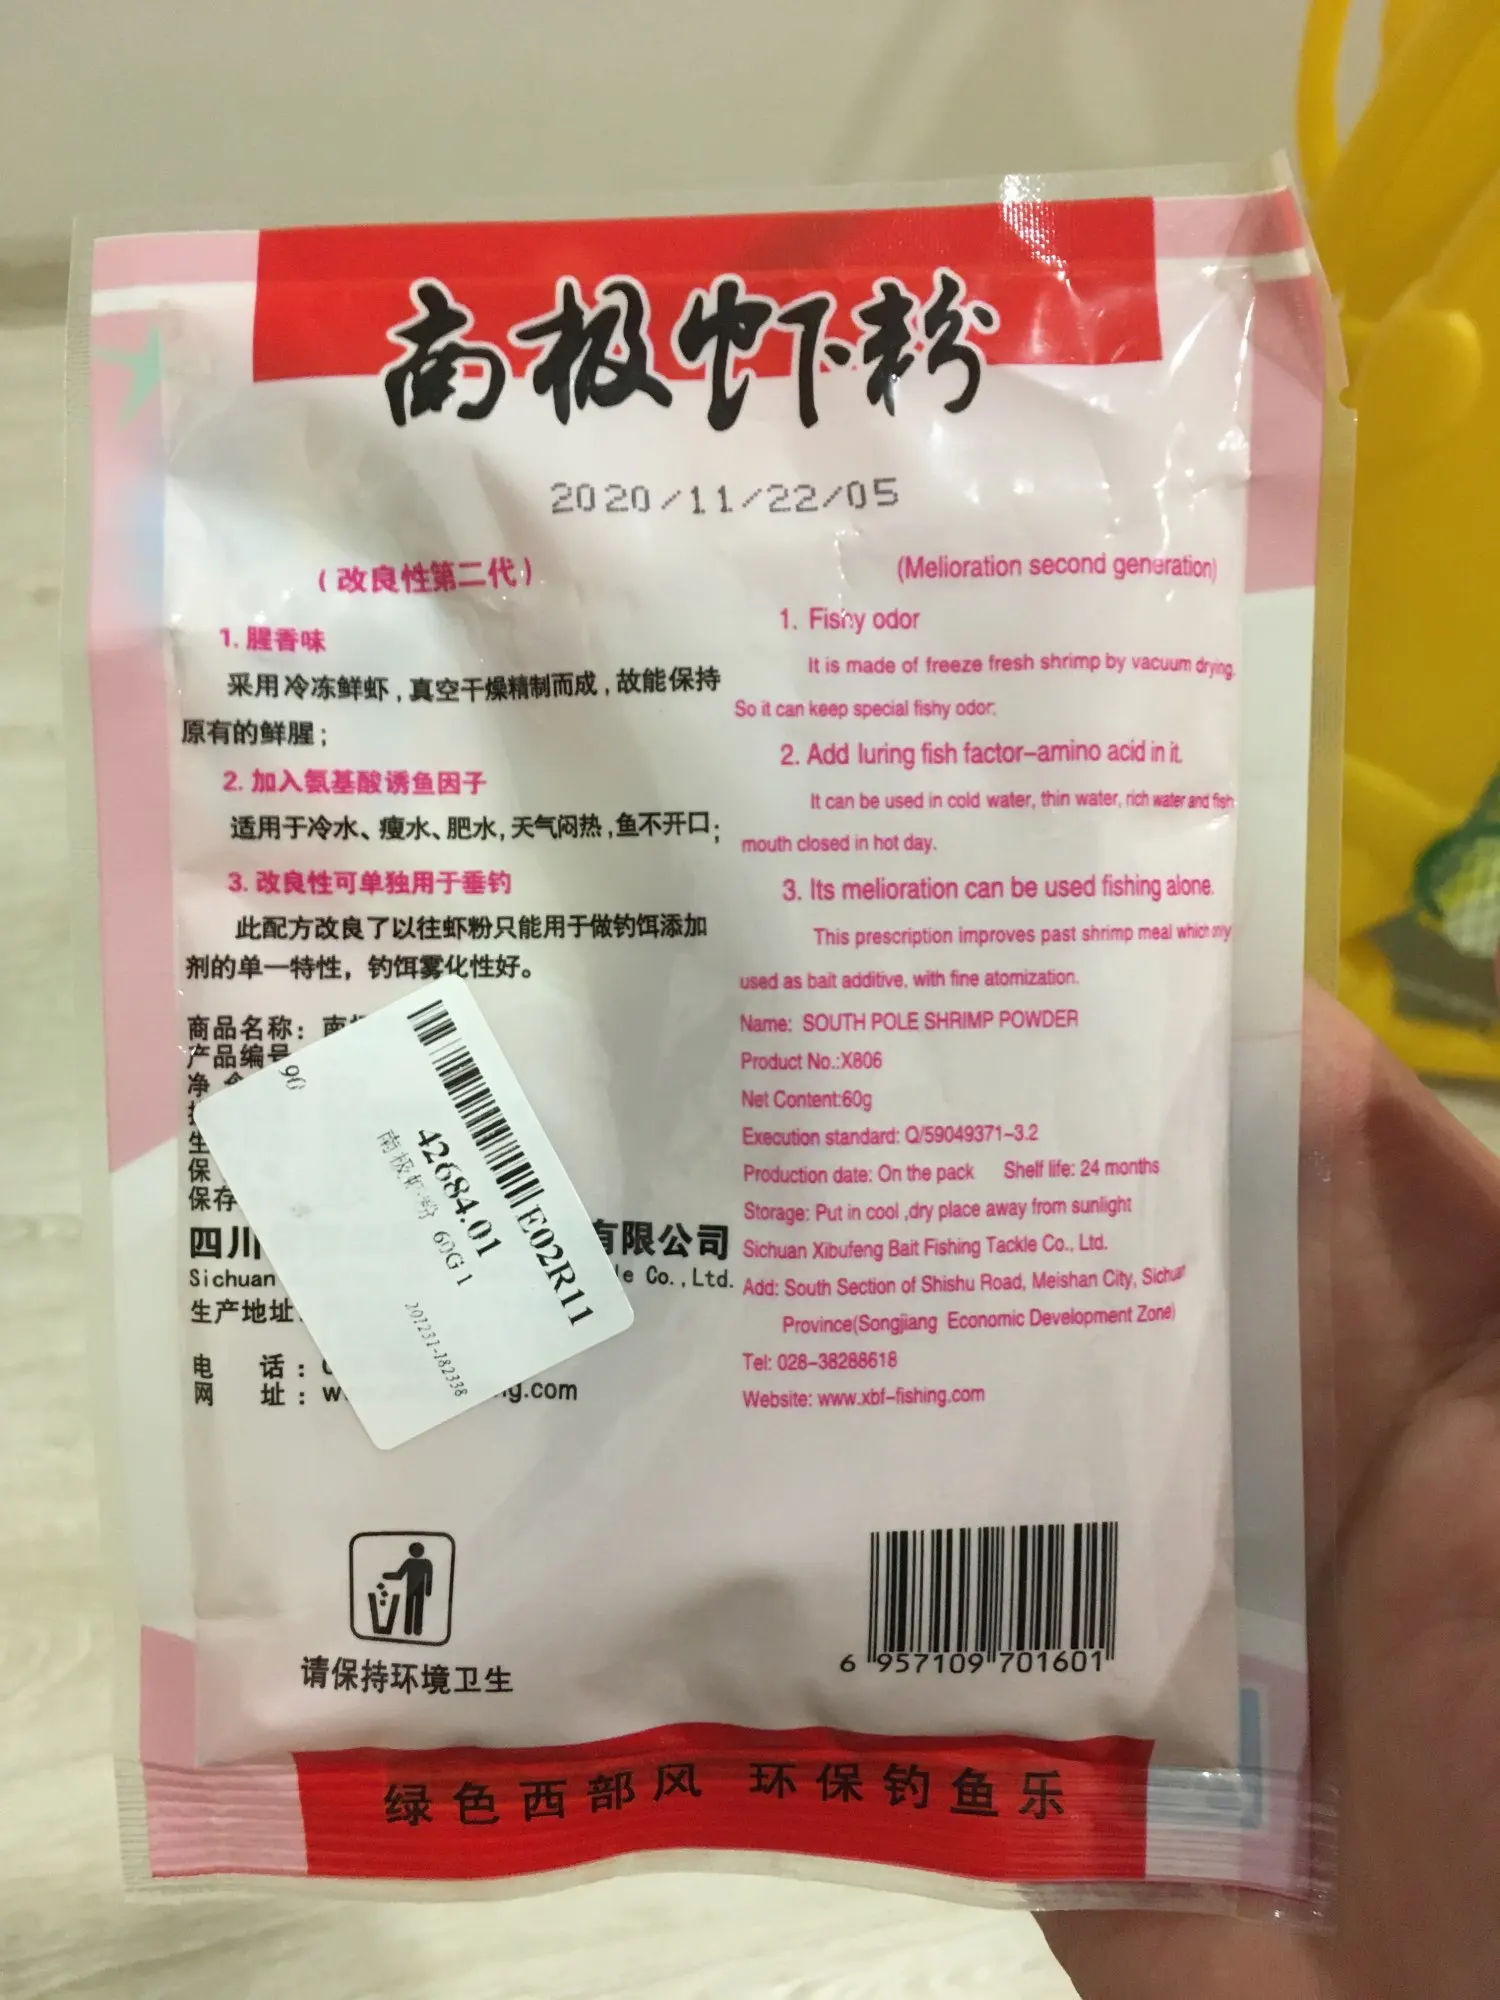 南极虾粉
2020/11/22/05
(改良性第二代)
1. 腥香味
采用冷冻鲜虾,真空干燥精制而成,故能保持
原有的鲜腥;
2. 加入氨基酸诱鱼因子
适用于冷水、瘦水、肥水,天气闷热,鱼不开口;
3. 改良性可单独用于垂钓
此配方改良了以往虾粉只能用于做钓饵添加
剂的单一特性，钓饵雾化性好。
商品名称：南
产品编号
净
生
保
保存
四川 有限公司
Sichuan le Co.,Ltd.
生产地址
电 话：
网 址：w g.com
(Melioration second generation)
1. Fishy odor
It is made of freeze fresh shrimp by vacuum drying.
So it can keep special fishy odor;
2. Add luring fish factor-amino acid in it.
It can be used in cold water, thin water, rich water and fish
mouth closed in hot day.
3. Its melioration can be used fishing alone.
This prescription improves past shrimp meal which only
used as bait additive, with fine atomization.
Name: SOUTH POLE SHRIMP POWDER
Product No.:X806
Net Content:60g
Execution standard: Q/59049371-3.2
Production date: On the pack Shelf life: 24 months
Storage: Put in cool ,dry place away from sunlight
Sichuan Xibufeng Bait Fishing Tackle Co., Ltd.
Add: South Section of Shishu Road, Meishan City, Sichuan
Province(Songjiang Economic Development Zone)
Tel: 028-38288618
Website: www.xbf-fishing.com
E02R11
42684.01
南极虾粉 60G1
201231-182338
90
请保持环境卫生
6 957109 701601
绿色西部风 环保钓鱼乐